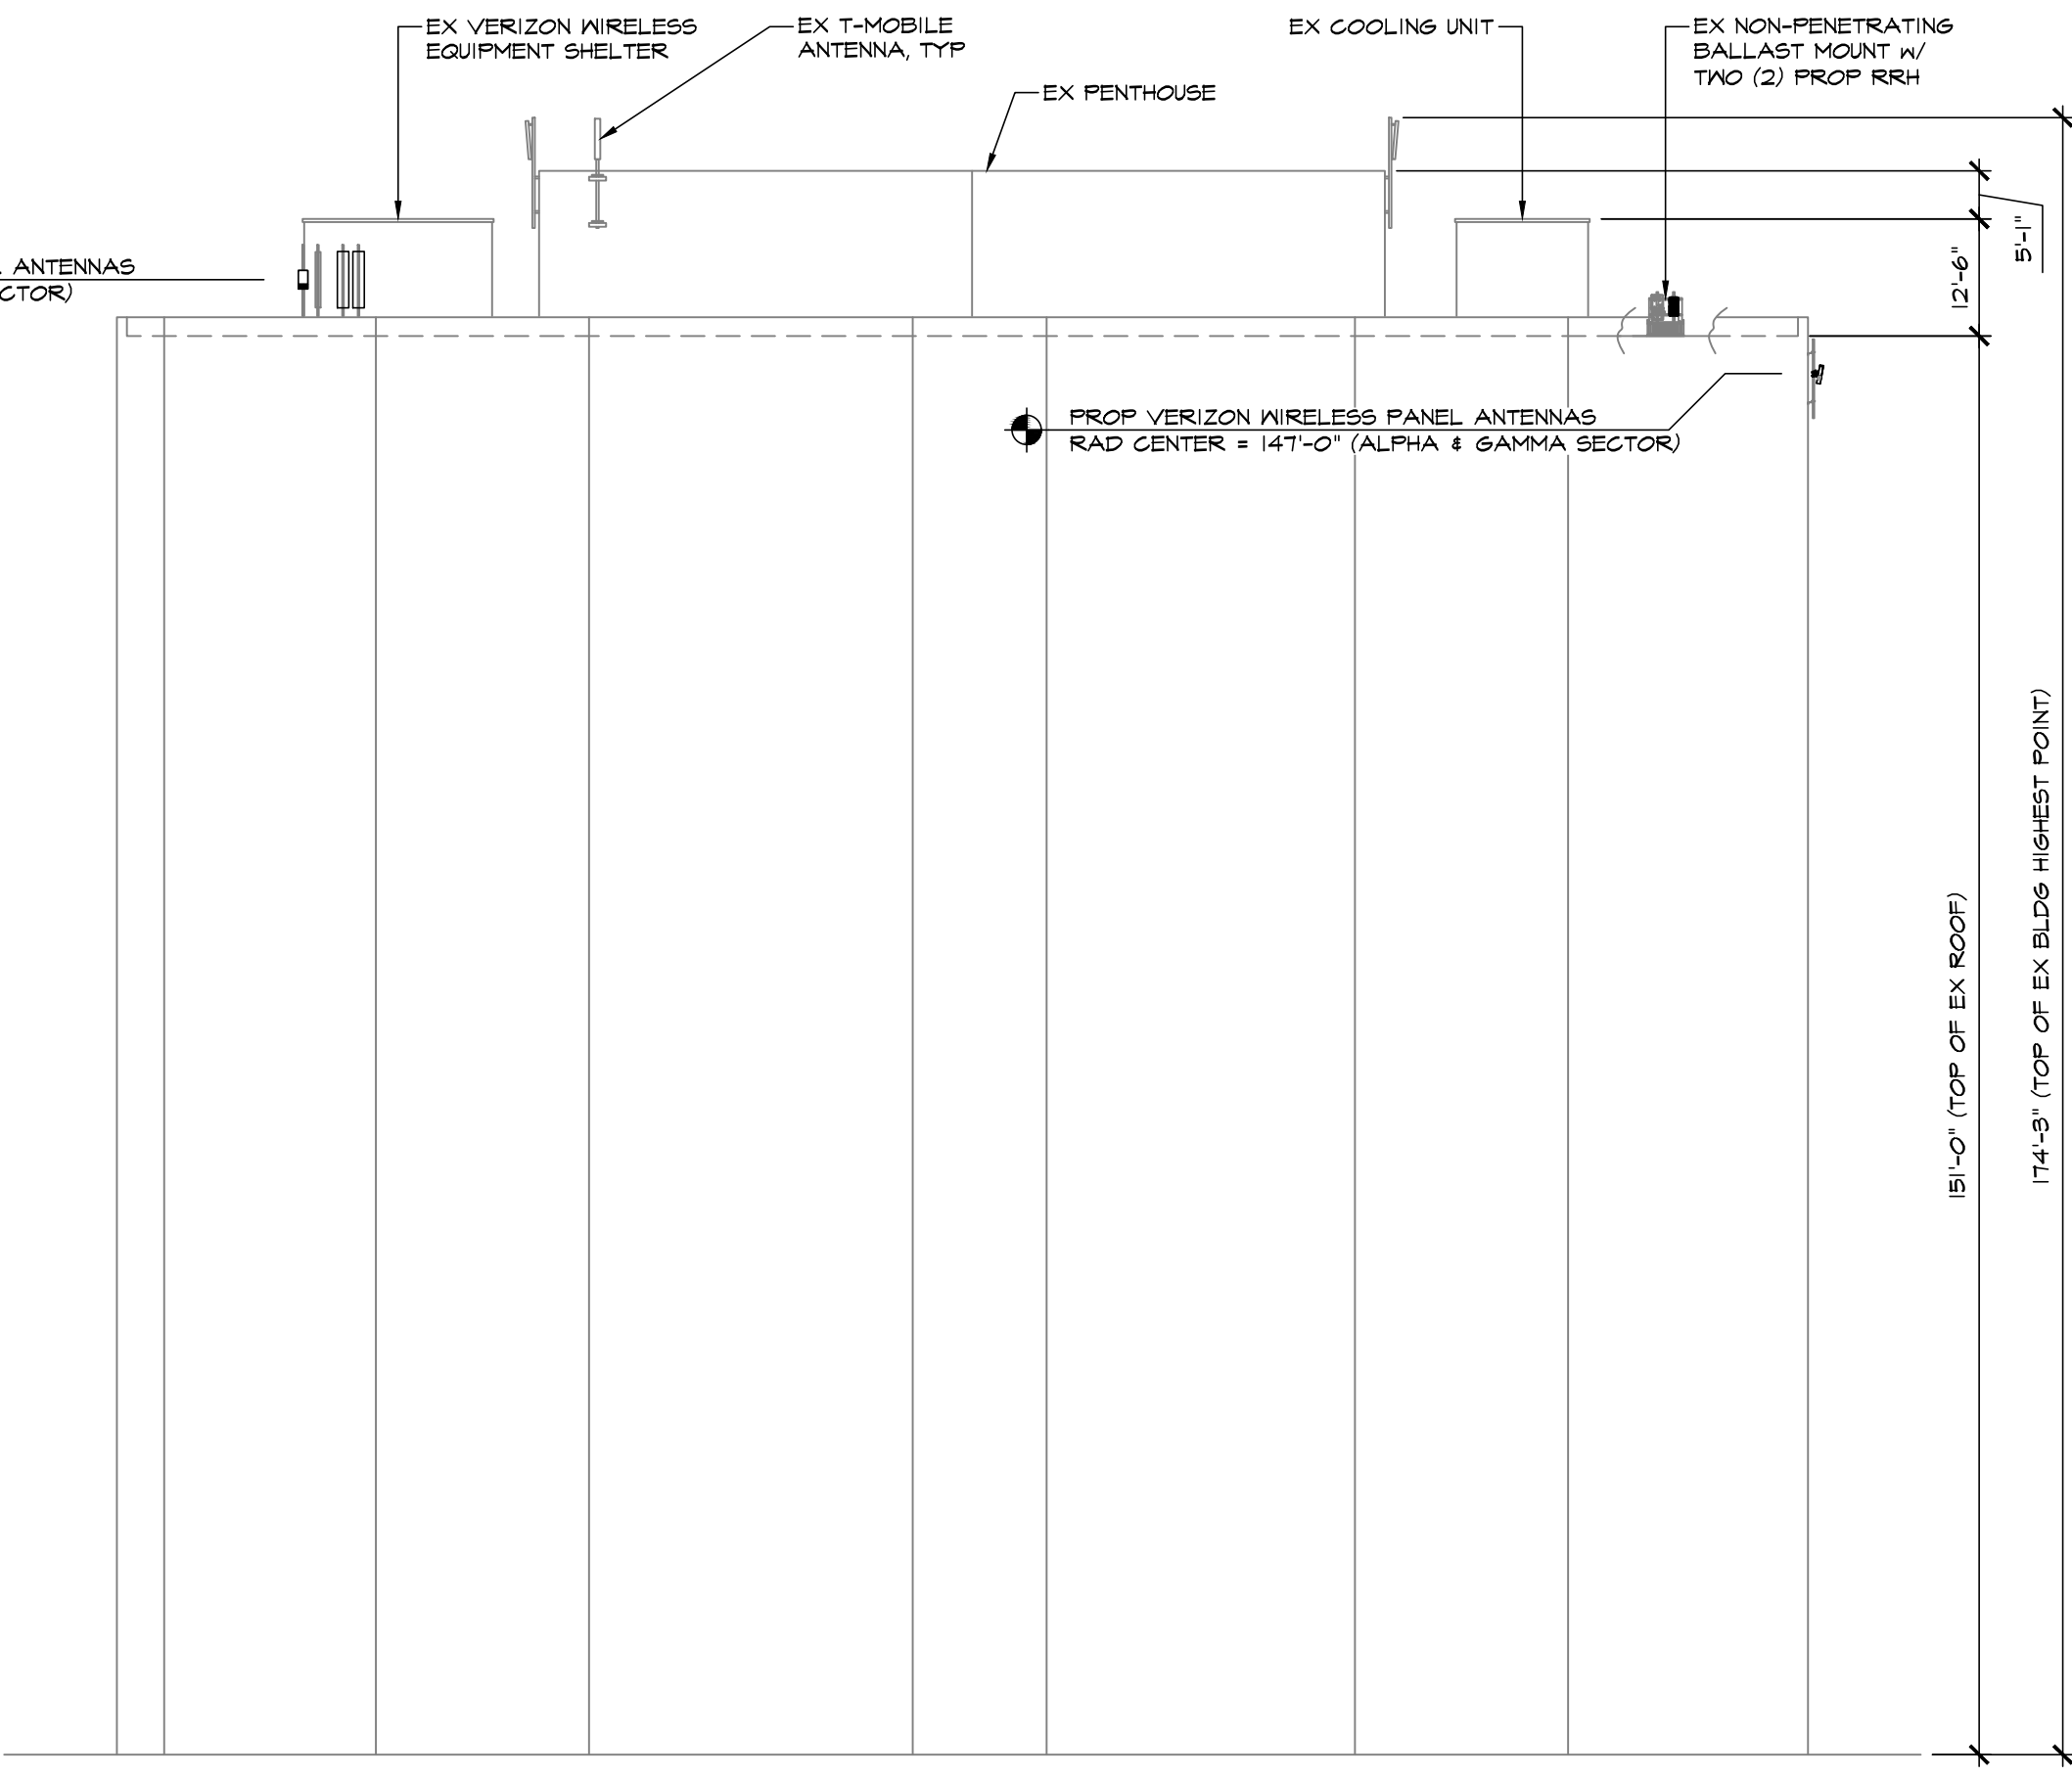 EX VERIZON WIRELESS
EQUIPMENT SHELTER
EX T-MOBILE
ANTENNA, TYP
EX PENTHOUSE
EX COOLING UNIT
EX NON-PENETRATING
BALLAST MOUNT W/
TWO (2) PROP RRH
ANTENNAS
CTOR)
PROP VERIZON WIRELESS PANEL ANTENNAS
RAD CENTER = 147'-0" (ALPHA & GAMMA SECTOR)
12'-6"
5'-1"
151'-0" (TOP OF EX ROOF)
174'-3" (TOP OF EX BLDG HIGHEST POINT)